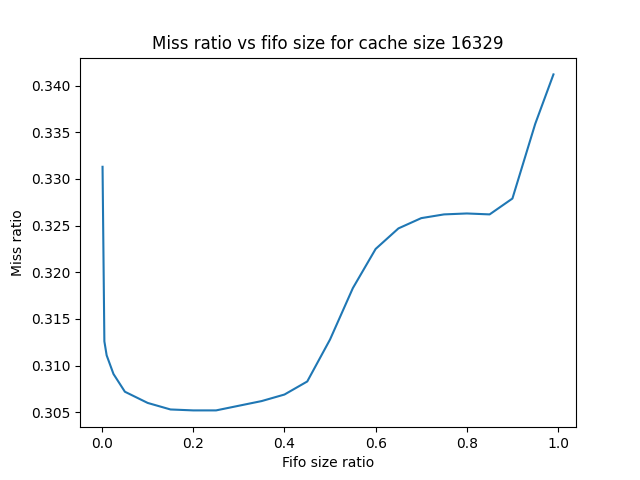 Miss ratio vs fifo size for cache size 16329
0.340
0.335
0.330
0.325
0.320
0.315
0.310
0.305
Miss ratio
0.0 0.2 0.4 0.6 0.8 1.0
Fifo size ratio